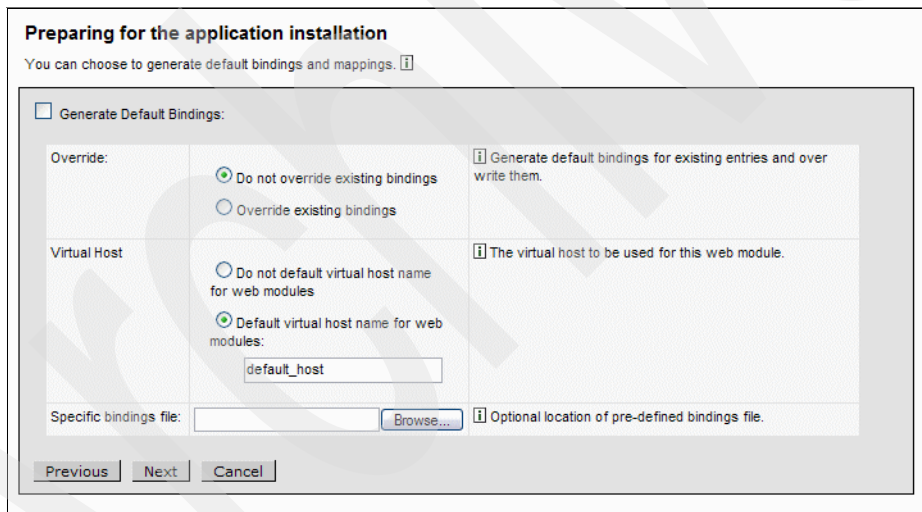 Preparing for the application installation
You can choose to generate default bindings and mappings. i
Generate Default Bindings:
Override:
Do not override existing bindings
Override existing bindings
i Generate default bindings for existing entries and over
write them.
Virtual Host
Do not default virtual host name
for web modules
Default virtual host name for web
modules:
default_host
i The virtual host to be used for this web module.
Specific bindings file:
Browse...
i Optional location of pre-defined bindings file.
Previous
Next
Cancel